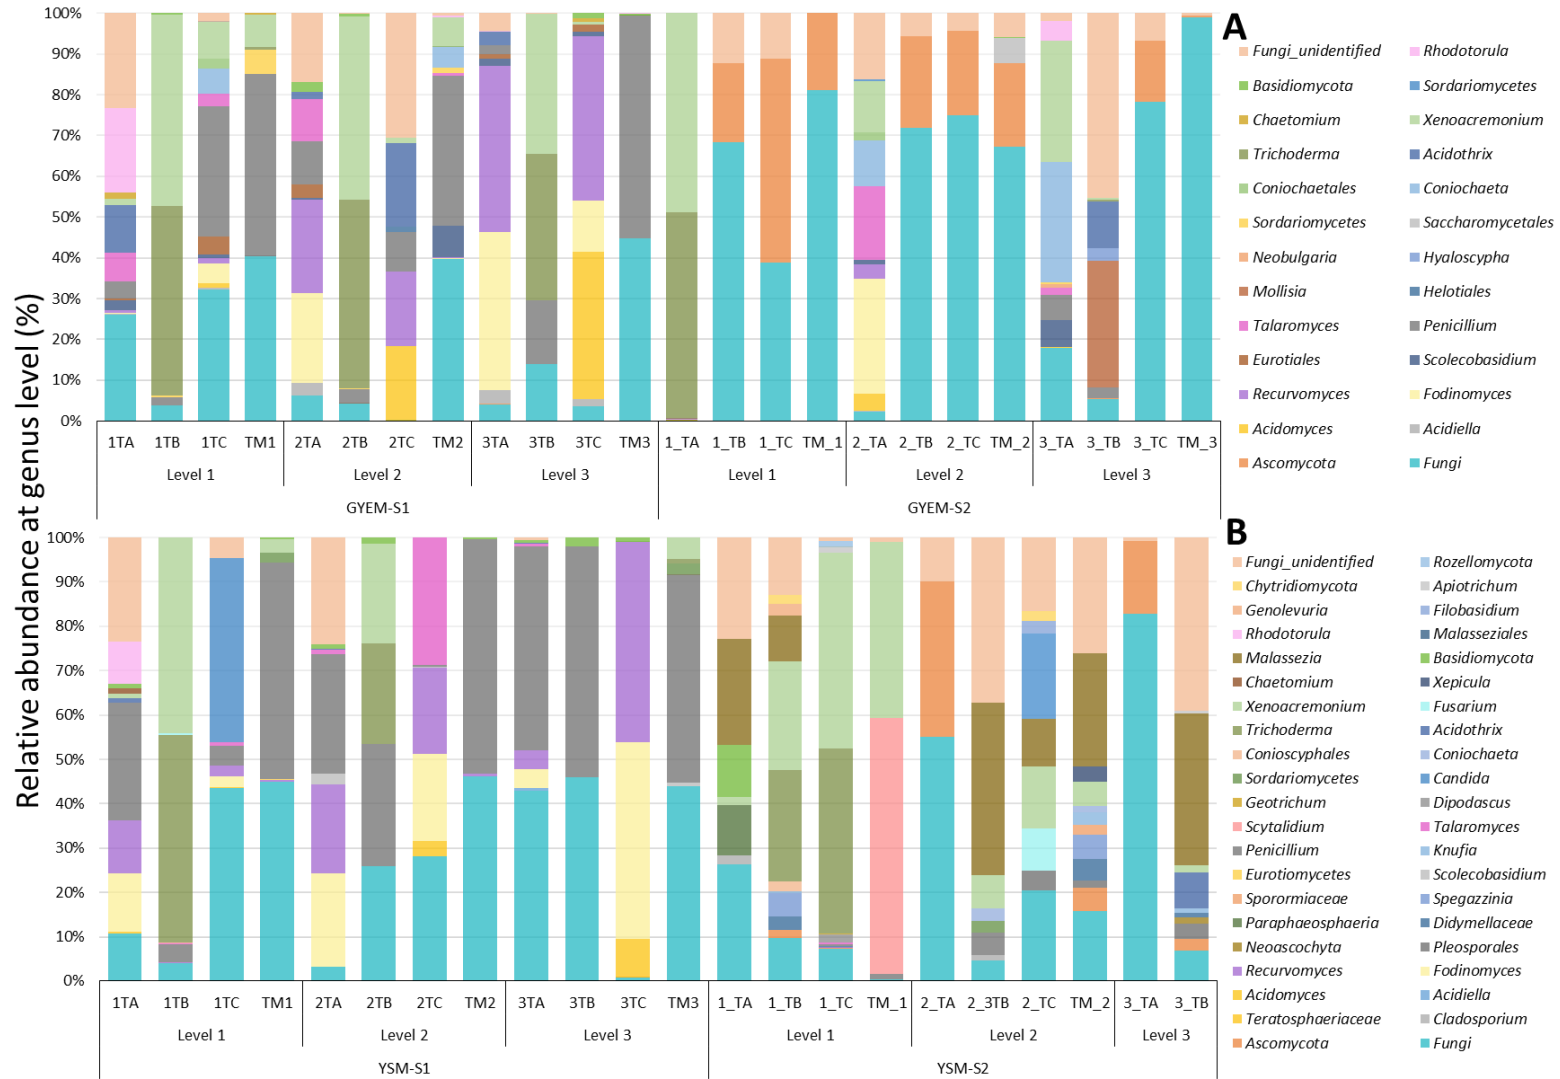 Relative abundance at genus level (%)
A
100%
90%
80%
70%
60%
50%
40%
30%
20%
10%
0%
1TA 1TB 1TC TM1 2TA 2TB 2TC TM2 3TA 3TB 3TC TM3 1_TA 1_TB 1_TC TM_1 2_TA 2_TB 2_TC TM_2 3_TA 3_TB 3_TC TM_3
Level 1 Level 2 Level 3 Level 1 Level 2 Level 3
GYEM-S1 GYEM-S2
Fungi_unidentified Rhodotorula
Basidiomycota Sordariomycetes
Chaetomium Xenoacremonium
Trichoderma Acidothrix
Coniochaetales Coniochaeta
Sordariomycetes Saccharomycetales
Neobulgaria Hyaloscypha
Mollisia Helotiales
Talaromyces Penicillium
Eurotiales Scolecobasidium
Recurvomyces Fodinomyces
Acidomyces Acidiella
Ascomycota Fungi
B
100%
90%
80%
70%
60%
50%
40%
30%
20%
10%
0%
1TA 1TB 1TC TM1 2TA 2TB 2TC TM2 3TA 3TB 3TC TM3 1_TA 1_TB 1_TC TM_1 2_TA 2_3TB 2_TC TM_2 3_TA 3_TB
Level 1 Level 2 Level 3 Level 1 Level 2 Level 3
YSM-S1 YSM-S2
Fungi_unidentified Rozellomycota
Chytridiomycota Apiotrichum
Genolevuria Filobasidium
Rhodotorula Malasseziales
Malassezia Basidiomycota
Chaetomium Xepicula
Xenoacremonium Fusarium
Trichoderma Acidothrix
Conioscyphales Coniochaeta
Sordariomycetes Candida
Geotrichum Dipodascus
Scytalidium Talaromyces
Penicillium Knufia
Eurotiomycetes Scolecobasidium
Sporormiaceae Spegazzinia
Paraphaeosphaeria Didymellaceae
Neoascochyta Pleosporales
Recurvomyces Fodinomyces
Acidomyces Acidiella
Teratosphaeriaceae Cladosporium
Ascomycota Fungi